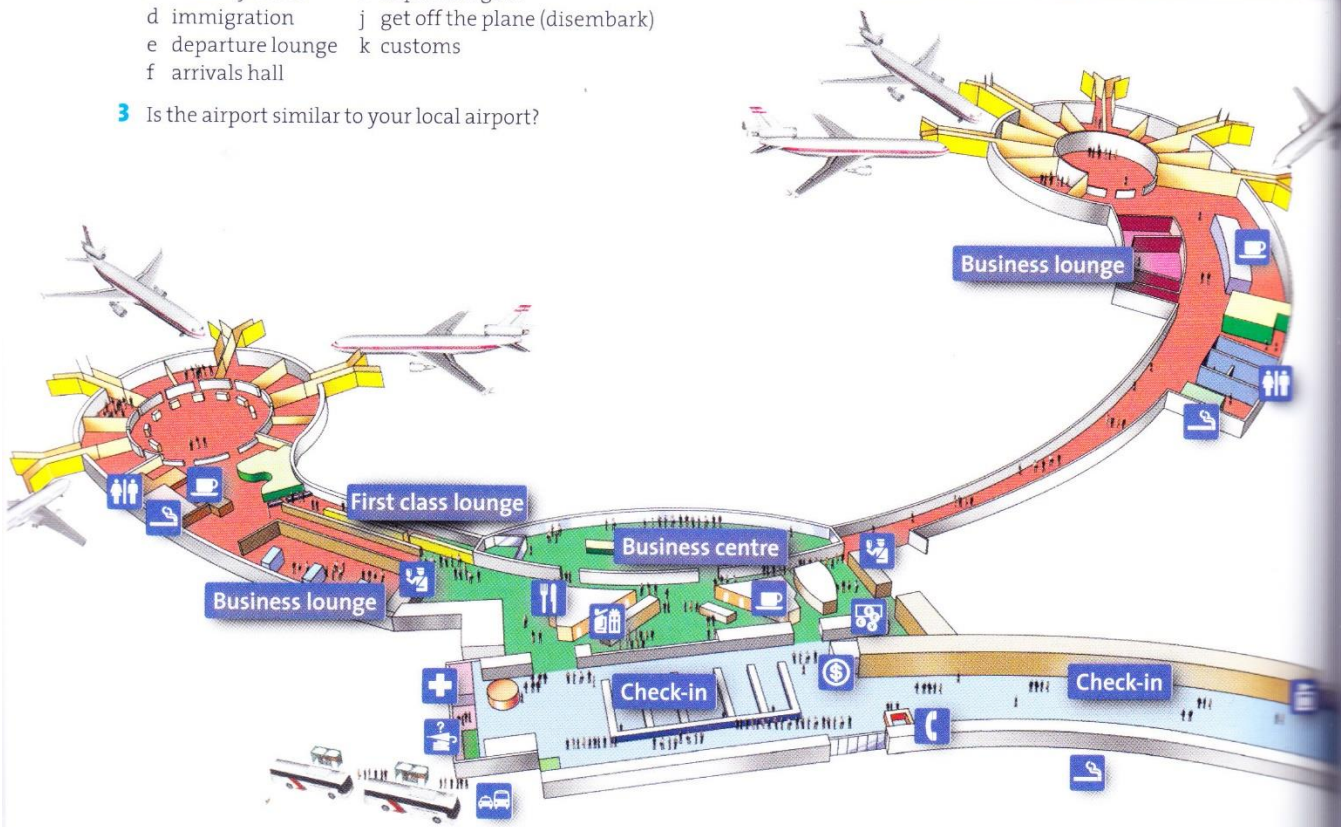 d immigration
e departure lounge
f arrivals hall
j get off the plane (disembark)
k customs
3 Is the airport similar to your local airport?
Business lounge
First class lounge
Business centre
Business lounge
Check-in
Check-in